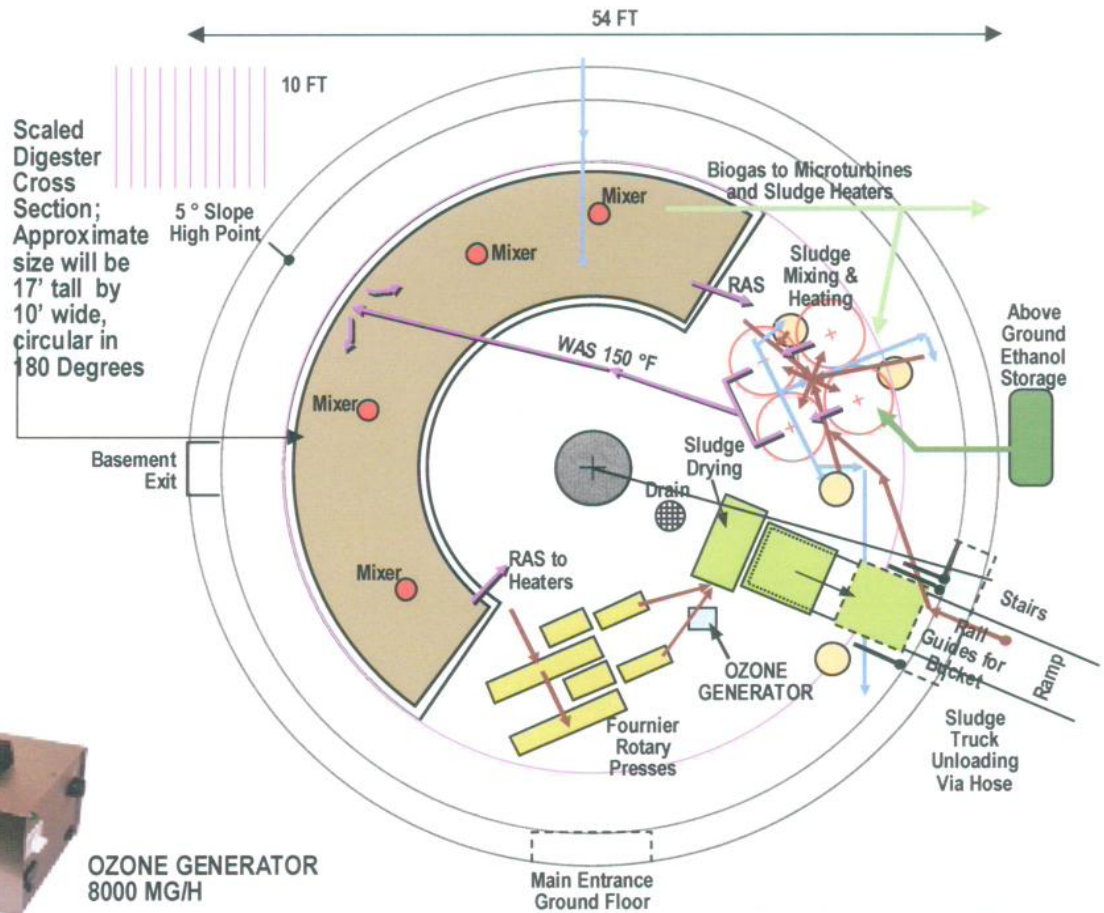 54 FT
10 FT
Scaled
Digester
Cross
Section;
Approximate
size will be
17' tall by
10' wide,
circular in
180 Degrees
5 ° Slope
High Point
Biogas to Microturbines
and Sludge Heaters
Mixer
Mixer
Sludge
Mixing &
Heating
RAS
Above
Ground
Ethanol
Storage
WAS 150 °F
Mixer
Basement
Exit
Sludge
Drying
Drain
Mixer
RAS to
Heaters
Stairs
Rail
Guides for
Bucket
Ramp
OZONE
GENERATOR
Fournier
Rotary
Presses
Sludge
Truck
Unloading
Via Hose
OZONE GENERATOR
8000 MG/H
Main Entrance
Ground Floor